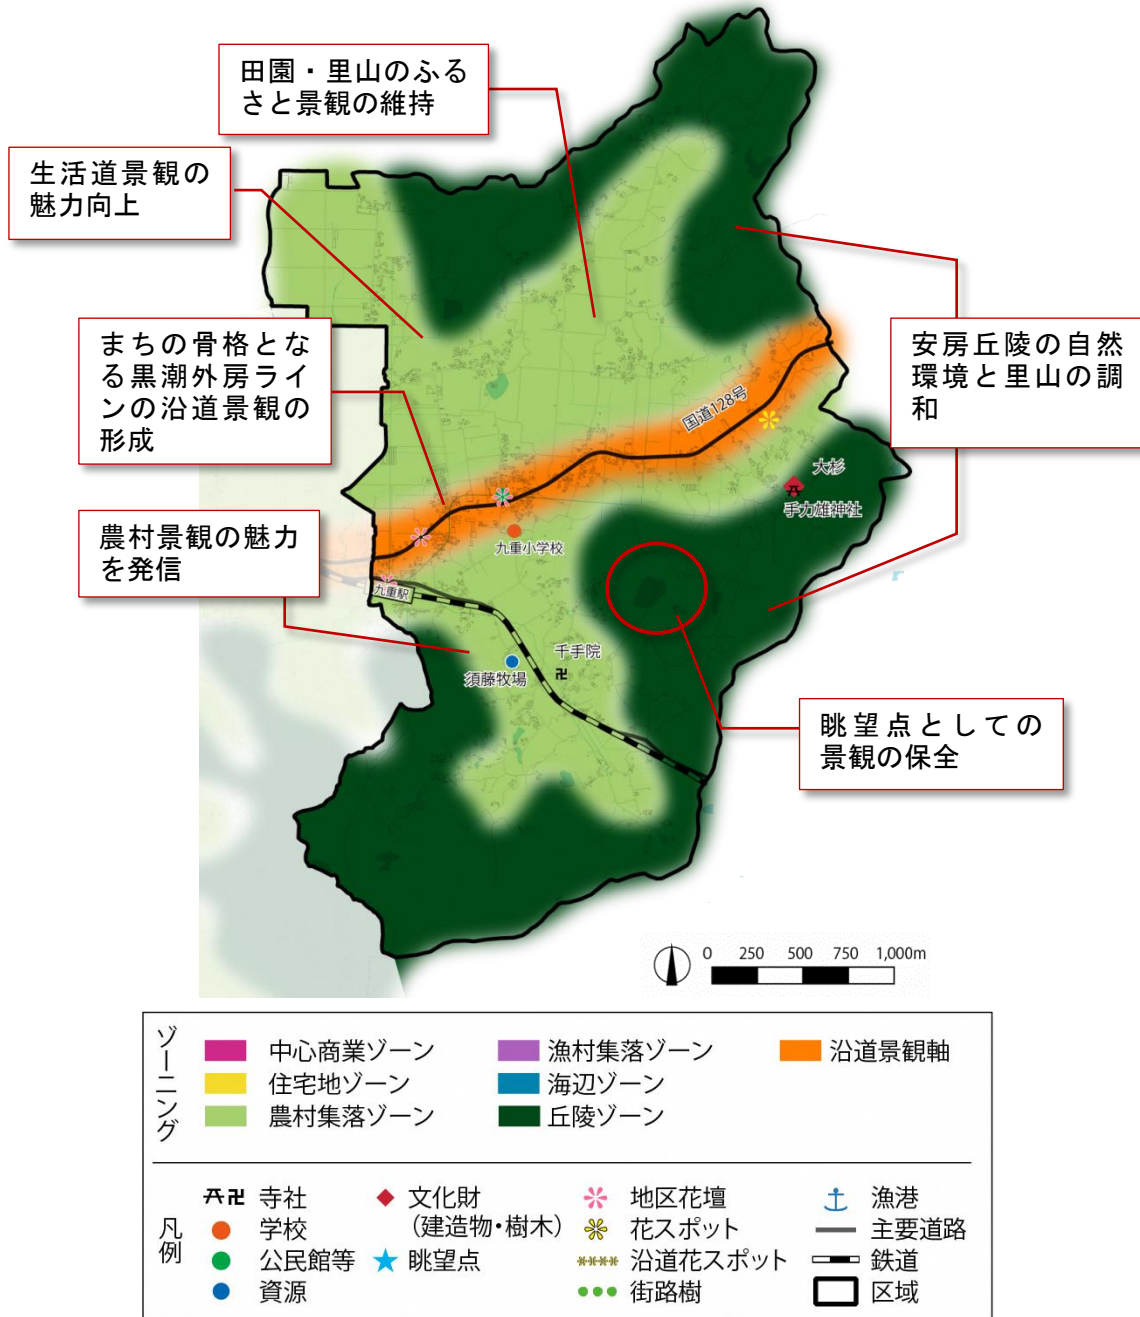 田園・里山のふる
さと景観の維持
生活道景観の
魅力向上
まちの骨格とな
る黒潮外房ライ
ンの沿道景観の
形成
安房丘陵の自然
環境と里山の調
和
国道128号
大杉
手力雄神社
農村景観の魅力
を発信
九重小学校
九重駅
千手院
須藤牧場
眺望点としての
景観の保全
0 250 500 750 1,000m
ゾーニング
中心商業ゾーン
漁村集落ゾーン
沿道景観軸
住宅地ゾーン
海辺ゾーン
農村集落ゾーン
丘陵ゾーン
凡例
寺社
文化財
(建造物・樹木)
地区花壇
漁港
学校
花スポット
主要道路
公民館等
眺望点
沿道花スポット
鉄道
資源
街路樹
区域